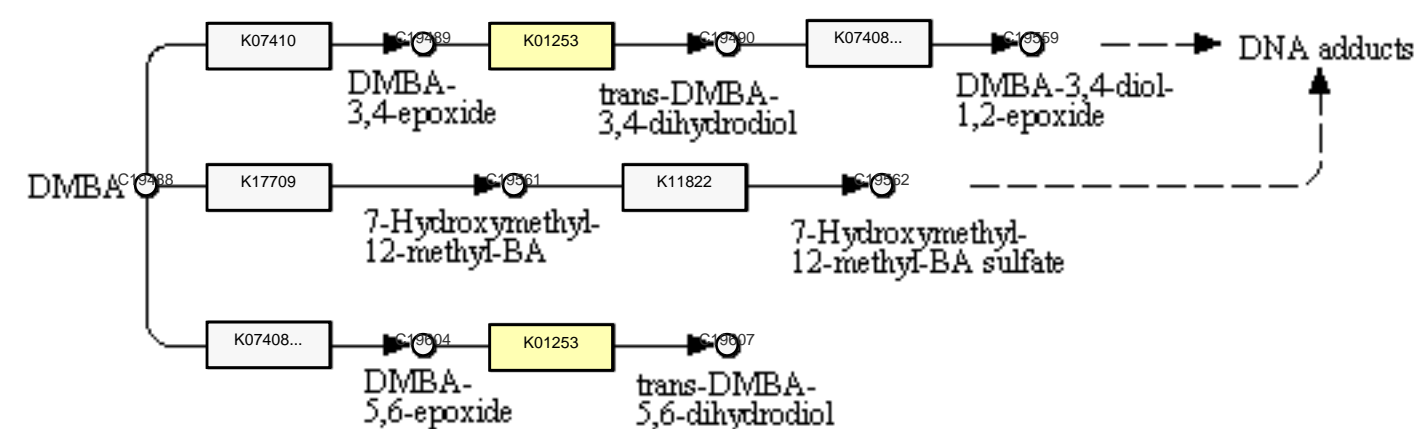 K07410 C19489 K01253 C19490 K07408... C19559 DNA adducts
DMBA-
3,4-epoxide
trans-DMBA-
3,4-dihydrodiol
DMBA-3,4-diol-
1,2-epoxide
DMBA C19488 K17709 C19561 K11822 C19562
7-Hydroxymethyl-
12-methyl-BA
7-Hydroxymethyl-
12-methyl-BA sulfate
K07408... C19604 K01253 C19607
DMBA-
5,6-epoxide
trans-DMBA-
5,6-dihydrodiol